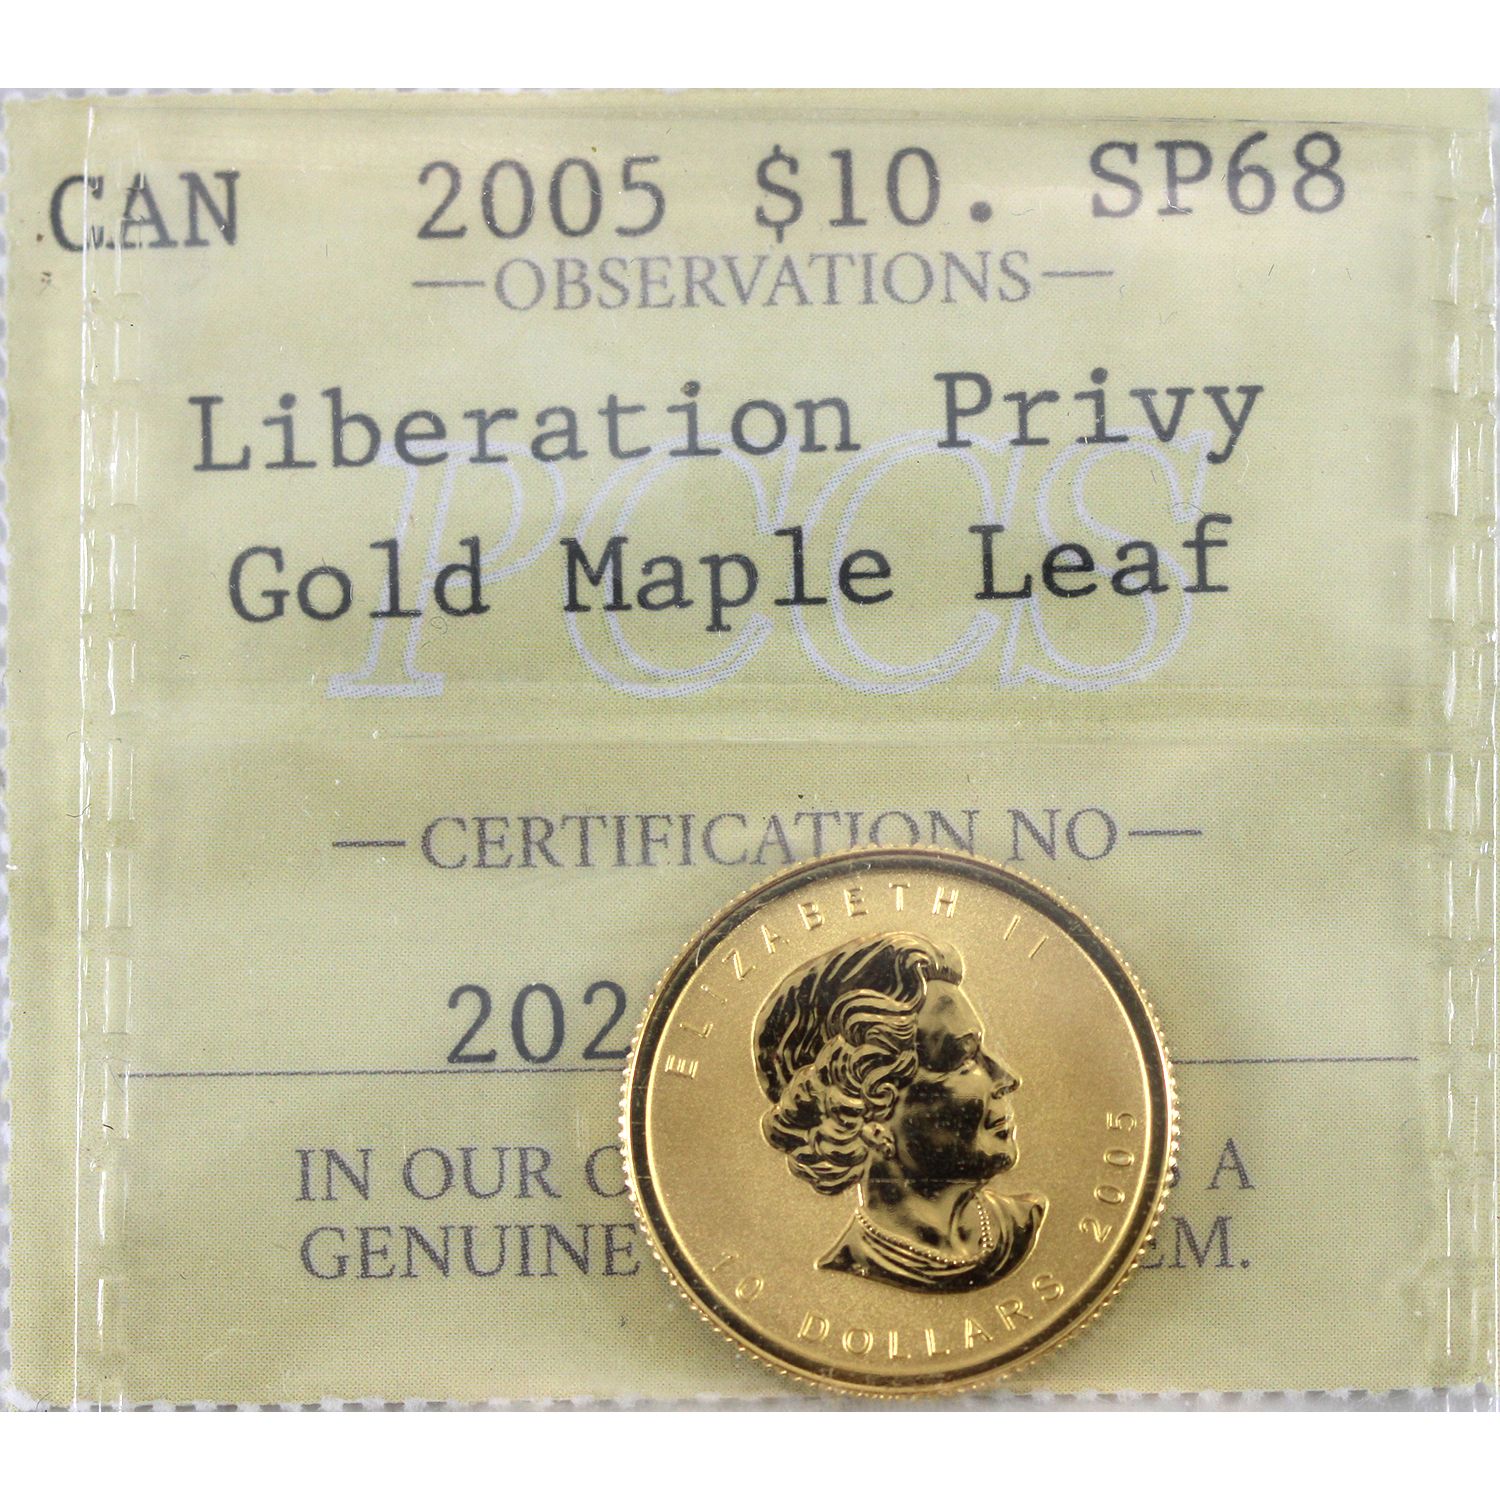 CAN 2005 $10. SP68
—OBSERVATIONS—
Liberation Privy
Gold Maple Leaf
PCCS
—CERTIFICATION NO—
202
IN OUR A
GENUINE
ELIZABETH II
10 DOLLARS 2005